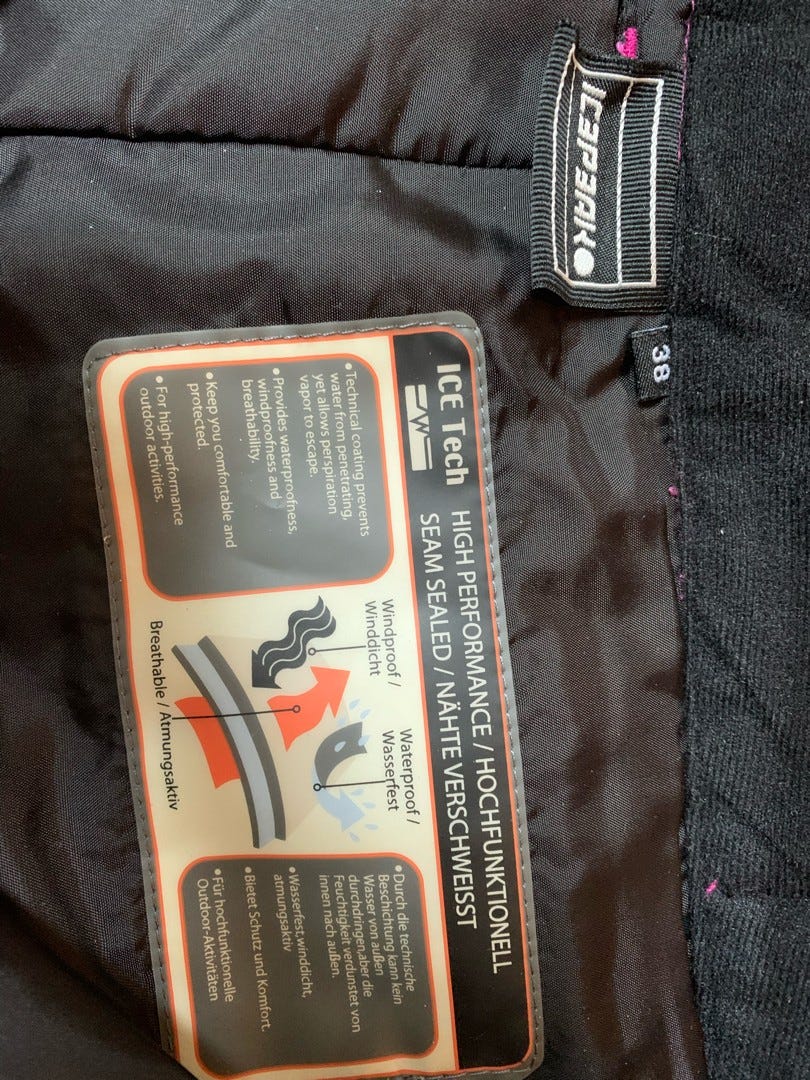 ICEPEAK
38
ICE Tech
HIGH PERFORMANCE / HOCHFUNKTIONELL
SEAM SEALED / NÄHTE VERSCHWEISST
•Technical coating prevents
water from penetrating,
yet allows perspiration
vapor to escape.
•Provides waterproofness,
windproofness and
breathability.
•Keep you comfortable and
protected.
•For high-performance
outdoor activities.
Windproof /
Winddicht
Waterproof /
Wasserfest
Breathable / Atmungsaktiv
•Durch die technische
Beschichtung kann kein
Wasser von außen
durchdringen,aber die
Feuchtigkeit verdunstet von
innen nach außen.
•Wasserfest,winddicht,
atmungsaktiv
•Bietet Schutz und Komfort.
•Für hochfunktionelle
Outdoor-Aktivitäten